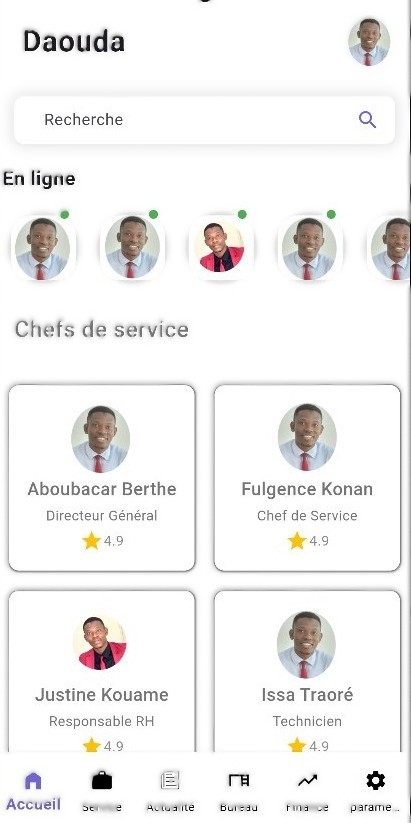 Daouda
Recherche
En ligne
Chefs de service
Aboubacar Berthe
Fulgence Konan
Directeur Général
Chef de Service
4.9
4.9
Justine Kouame
Issa Traoré
Responsable RH
Technicien
4.9
4.9
Accueil
Service
Actualité
Bureau
Finance
parame...